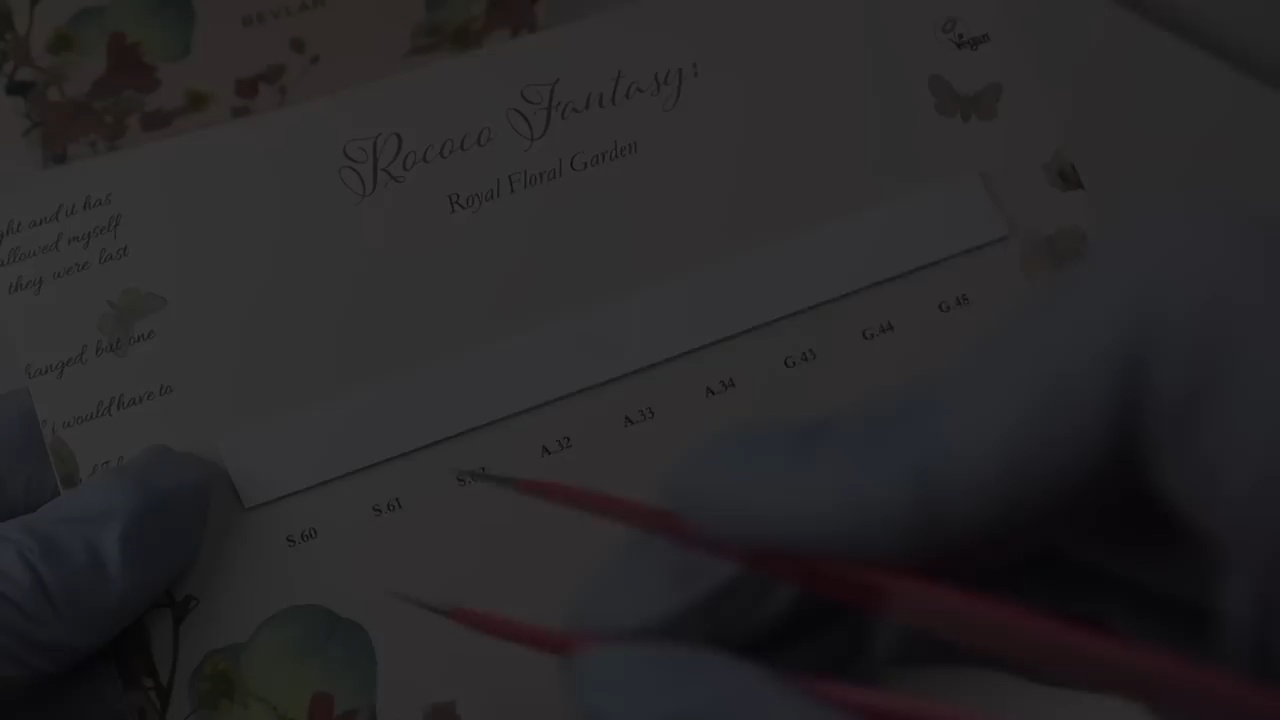 BEVLAR
Vegan
Rococo Fantasy:
Royal Floral Garden
ght and it has
allowed myself
they were last
hanged, but one
i would have to
S.60 S.61 A.32 A.33 A.34 G.43 G.44 G.45